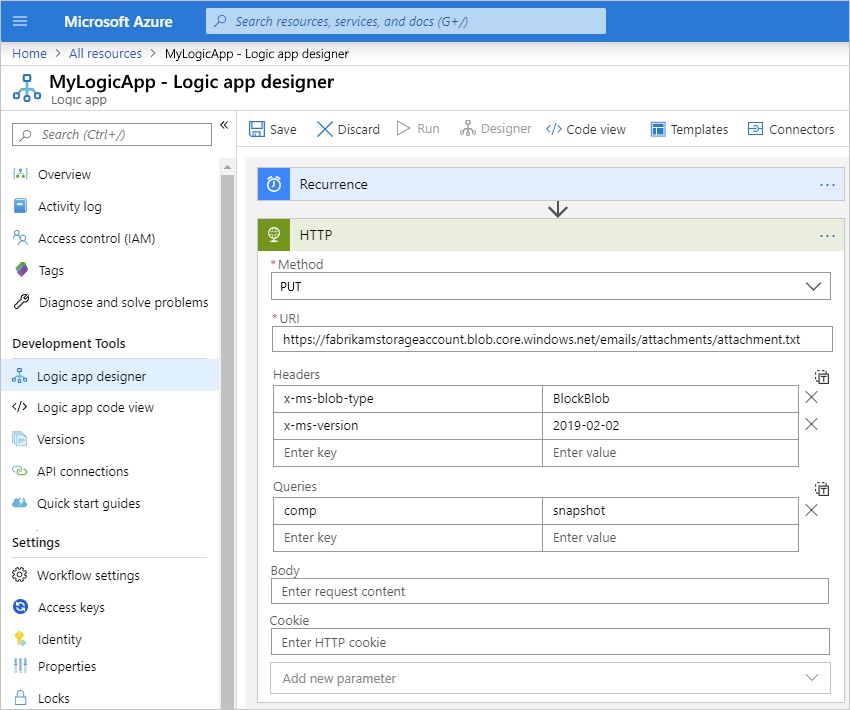 Microsoft Azure
Search resources, services, and docs (G+/)
Home > All resources > MyLogicApp - Logic app designer
MyLogicApp - Logic app designer
Logic app
Search (Ctrl+/)
«
Overview
Activity log
Access control (IAM)
Tags
Diagnose and solve problems
Development Tools
Logic app designer
Logic app code view
Versions
API connections
Quick start guides
Settings
Workflow settings
Access keys
Identity
Properties
Locks
Save Discard Run Designer </> Code view Templates Connectors
Recurrence ...
HTTP ...
* Method
PUT
* URI
https://fabrikamstorageaccount.blob.core.windows.net/emails/attachments/attachment.txt
Headers
x-ms-blob-type BlockBlob
x-ms-version 2019-02-02
Enter key Enter value
Queries
comp snapshot
Enter key Enter value
Body
Enter request content
Cookie
Enter HTTP cookie
Add new parameter